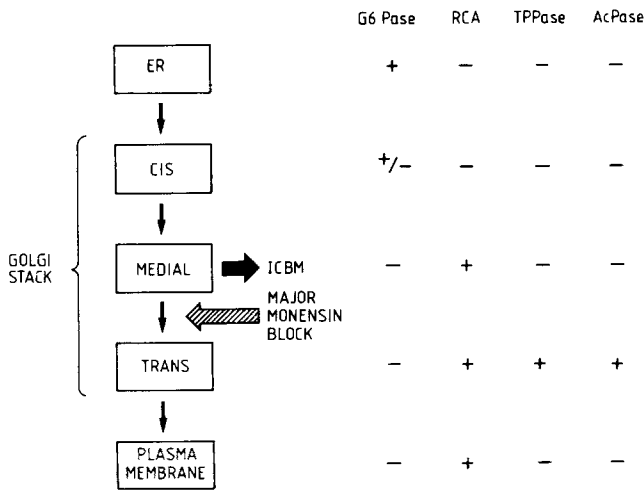 G6 Pase RCA TPPase AcPase
ER + – – –
CIS +/– – – –
GOLGI
STACK
MEDIAL ICBM – + – –
MAJOR
MONENSIN
BLOCK
TRANS – + + +
PLASMA
MEMBRANE – + – –